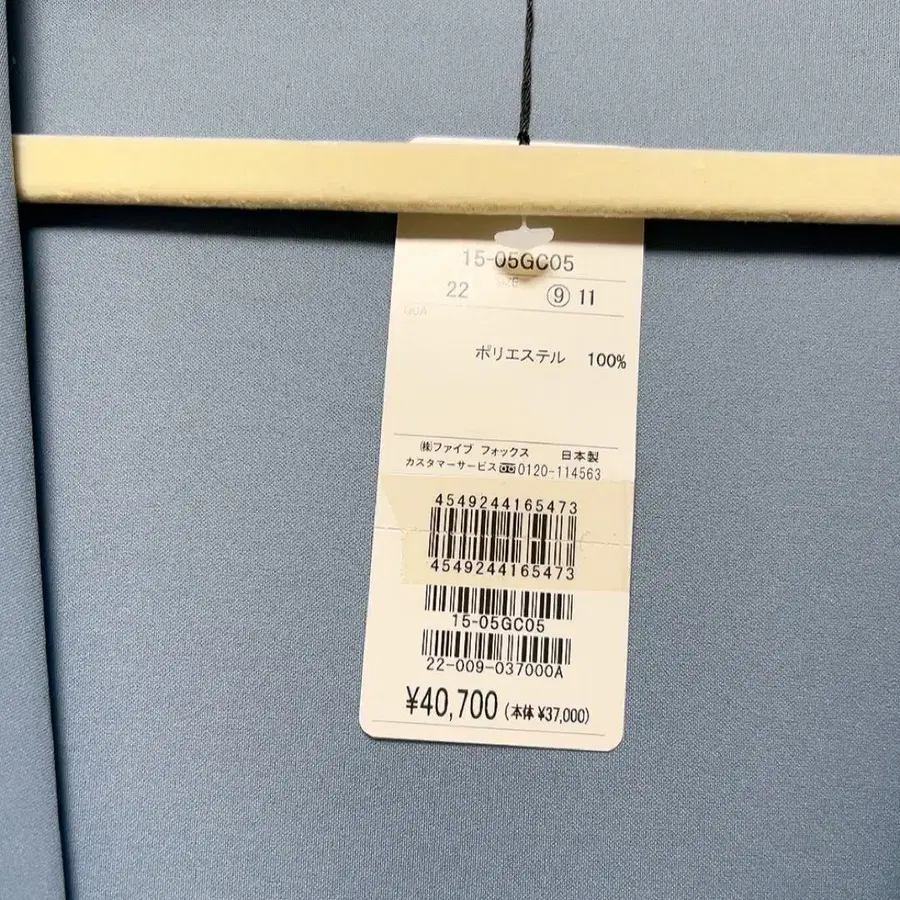 15-05GC05
SIZE
22 ⑨ 11
QUA
ポリエステル 100%
㈱ファイブ フォックス 日本製
カスタマーサービス 0120-114563
4549244165473
4549244165473
15-05GC05
22-009-037000A
¥40,700 (本体 ¥37,000)